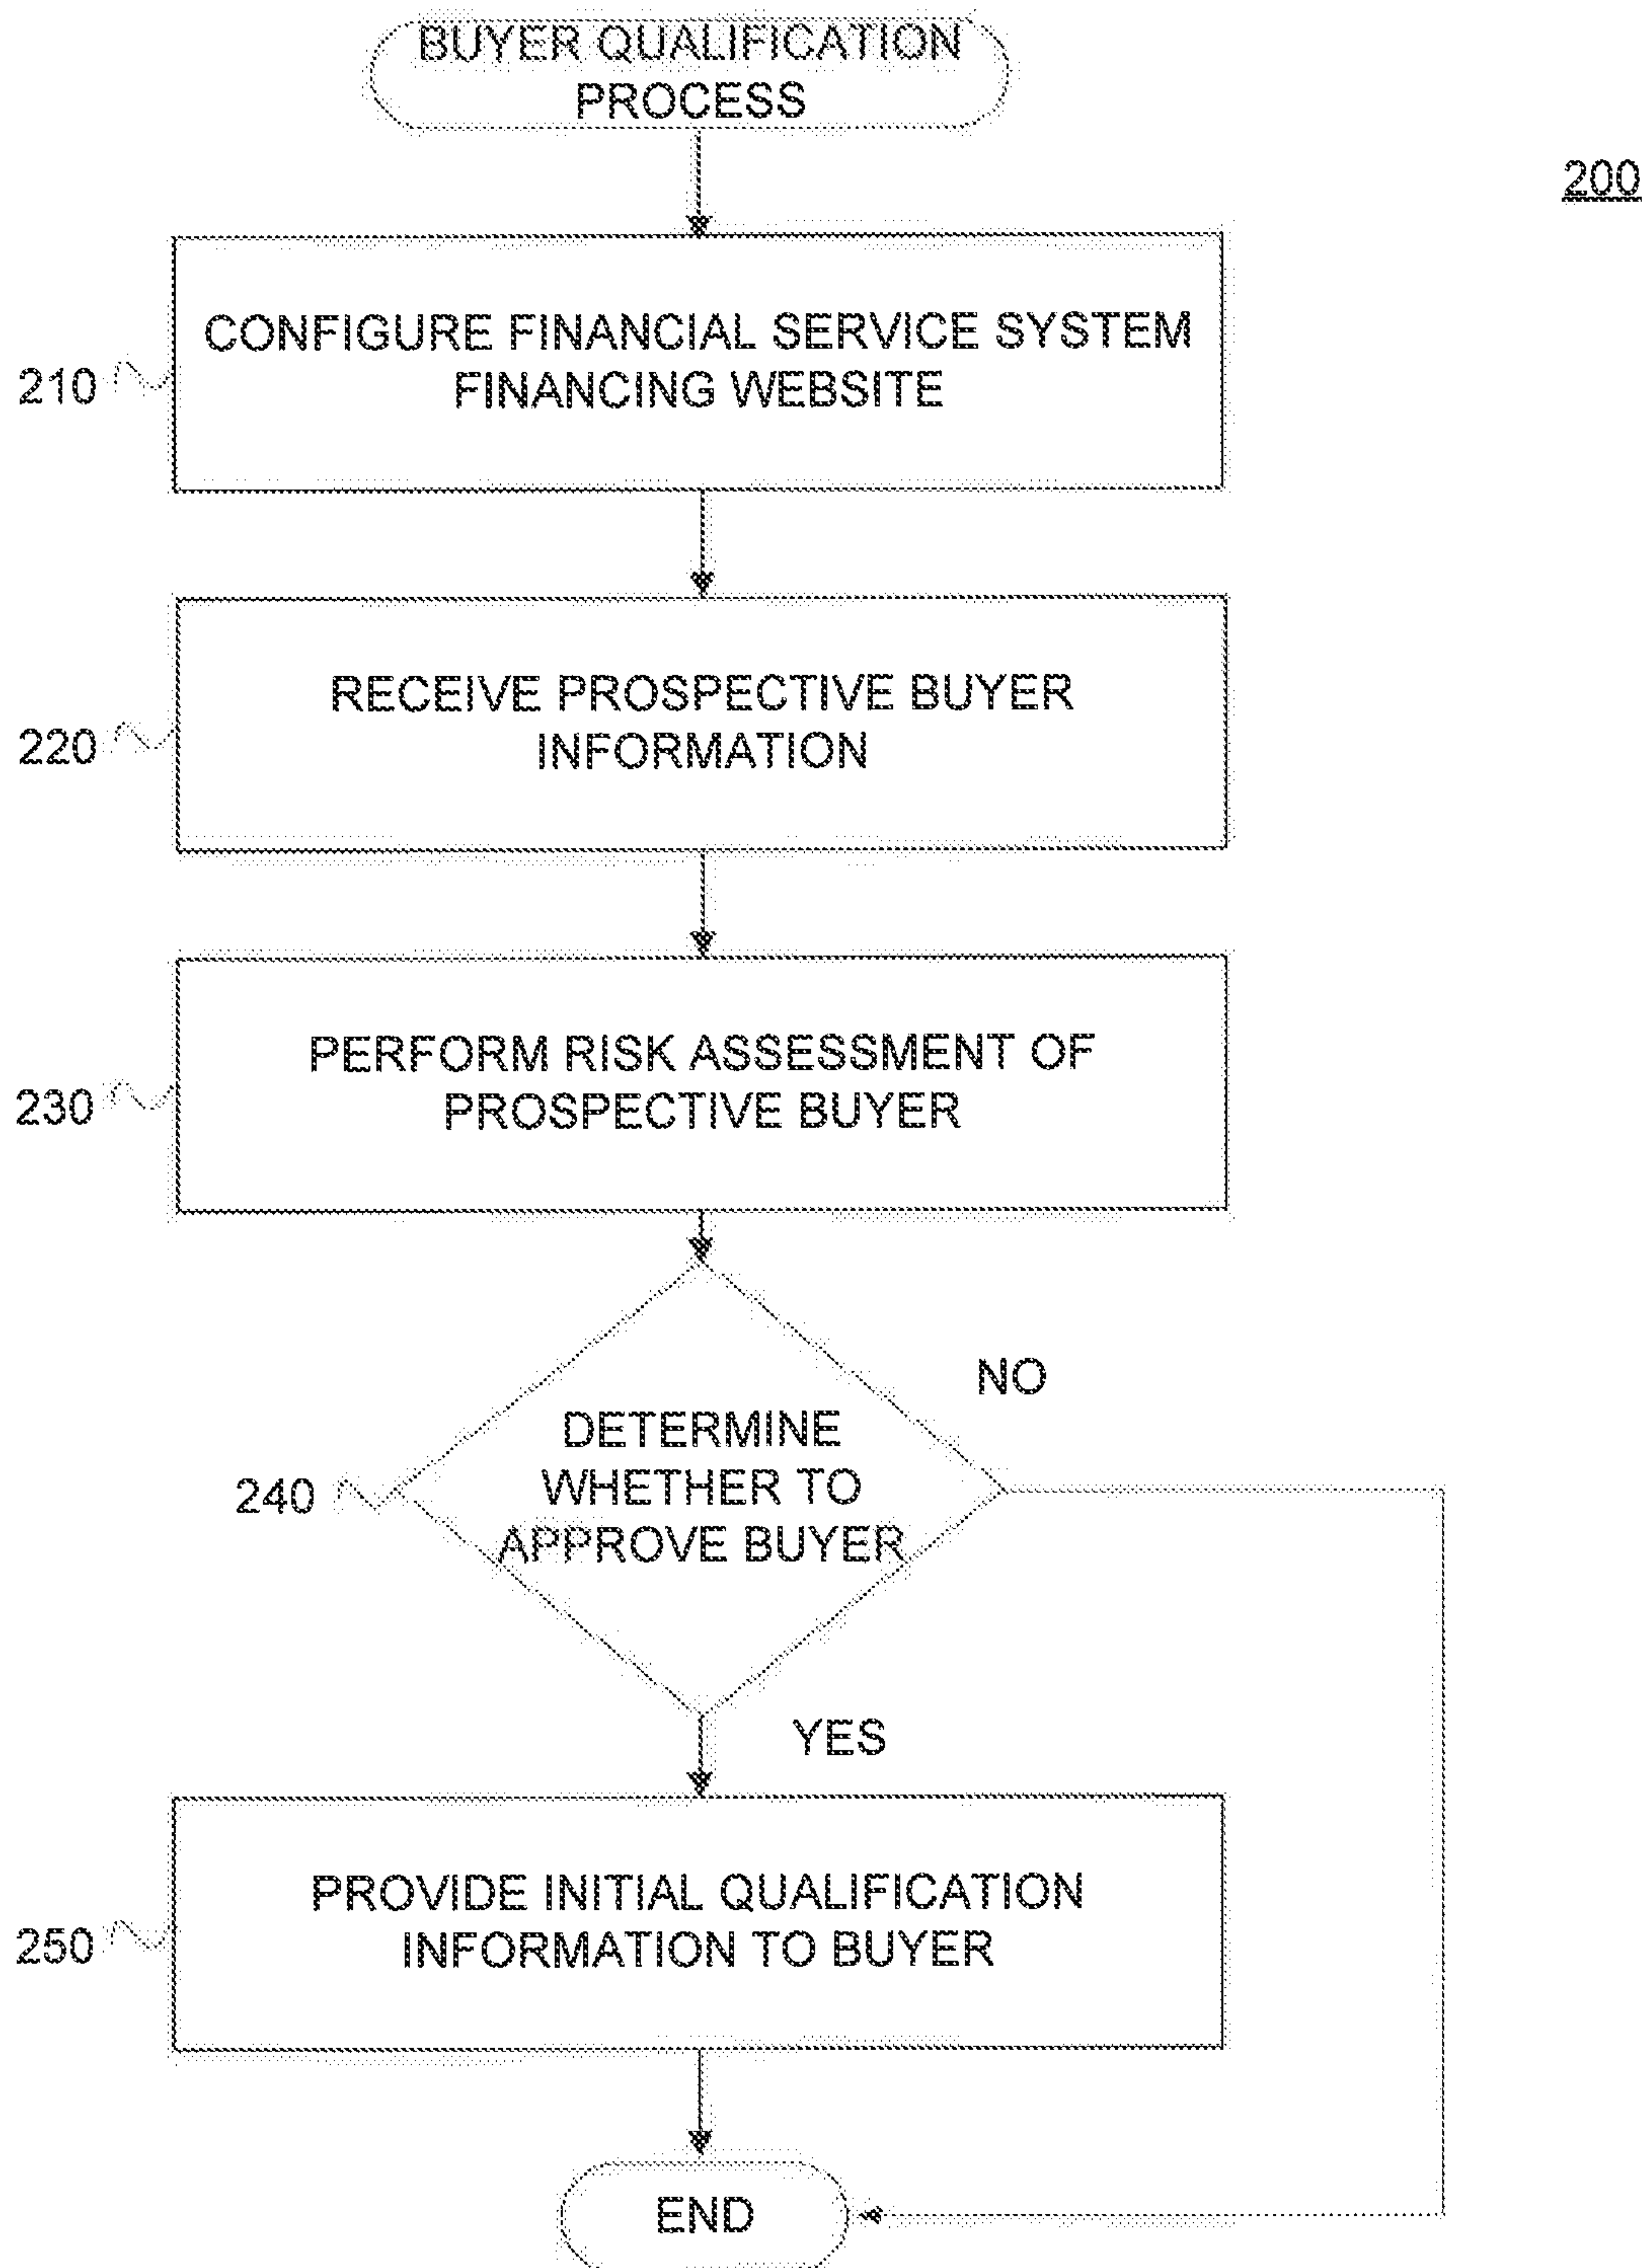 BUYER QUALIFICATION
PROCESS
200
CONFIGURE FINANCIAL SERVICE SYSTEM
FINANCING WEBSITE
210
RECEIVE PROSPECTIVE BUYER
INFORMATION
220
PERFORM RISK ASSESSMENT OF
PROSPECTIVE BUYER
230
NO
DETERMINE
WHETHER TO
APPROVE BUYER
240
YES
PROVIDE INITIAL QUALIFICATION
INFORMATION TO BUYER
250
END